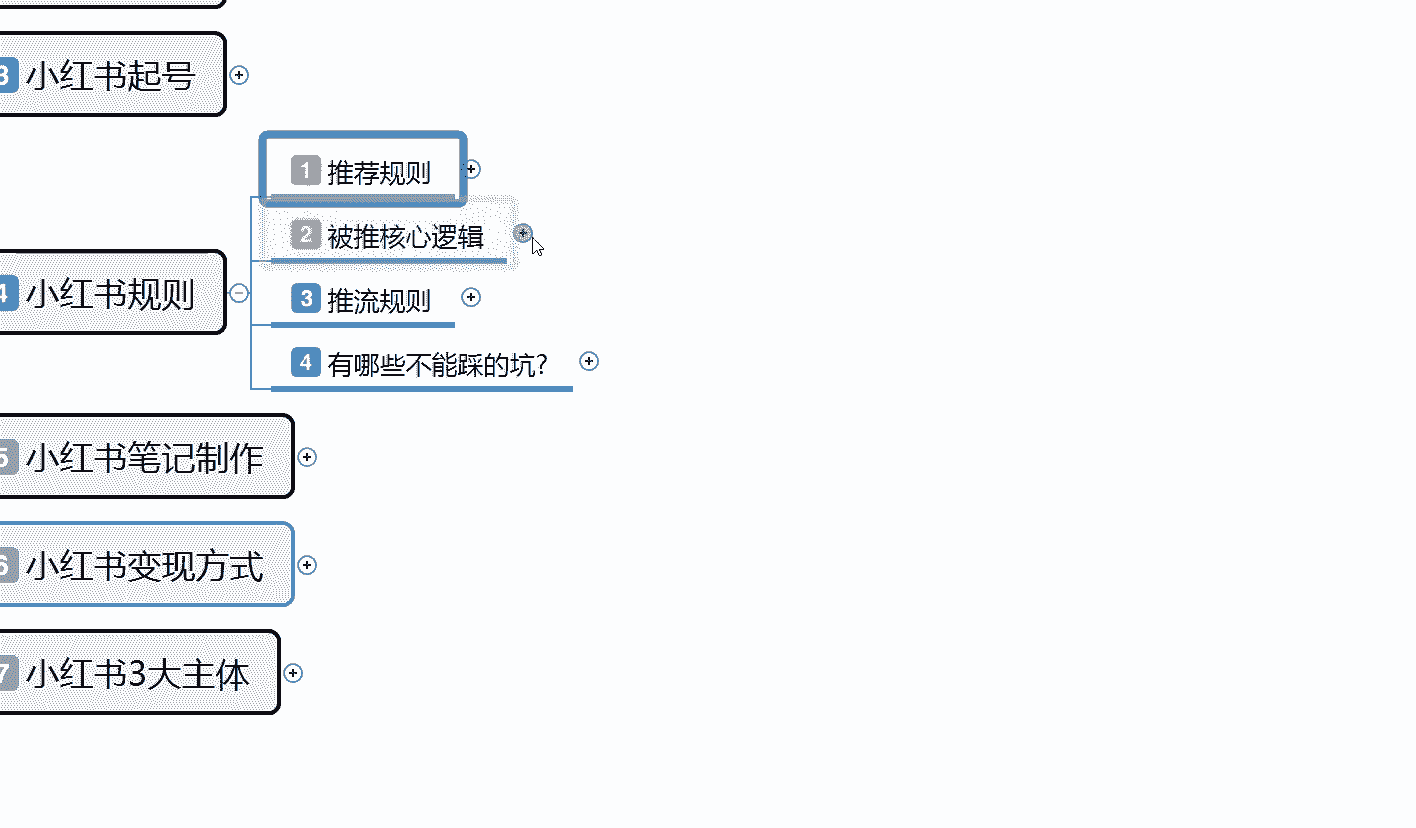 3 小红书起号
1 推荐规则
2 被推核心逻辑
4 小红书规则
3 推流规则
4 有哪些不能踩的坑?
5 小红书笔记制作
6 小红书变现方式
7 小红书3大主体